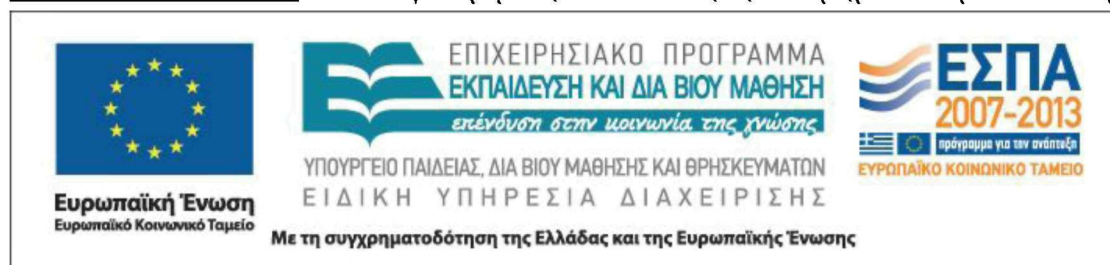 ΕΠΙΧΕΙΡΗΣΙΑΚΟ ΠΡΟΓΡΑΜΜΑ
ΕΚΠΑΙΔΕΥΣΗ ΚΑΙ ΔΙΑ ΒΙΟΥ ΜΑΘΗΣΗ
επένδυση στην κοινωνία της γνώσης
ΥΠΟΥΡΓΕΙΟ ΠΑΙΔΕΙΑΣ, ΔΙΑ ΒΙΟΥ ΜΑΘΗΣΗΣ ΚΑΙ ΘΡΗΣΚΕΥΜΑΤΩΝ
ΕΙΔΙΚΗ ΥΠΗΡΕΣΙΑ ΔΙΑΧΕΙΡΙΣΗΣ
ΕΣΠΑ
2007-2013
πρόγραμμα για την ανάπτυξη
ΕΥΡΩΠΑΪΚΟ ΚΟΙΝΩΝΙΚΟ ΤΑΜΕΙΟ
Ευρωπαϊκή Ένωση
Ευρωπαϊκό Κοινωνικό Ταμείο
Με τη συγχρηματοδότηση της Ελλάδας και της Ευρωπαϊκής Ένωσης